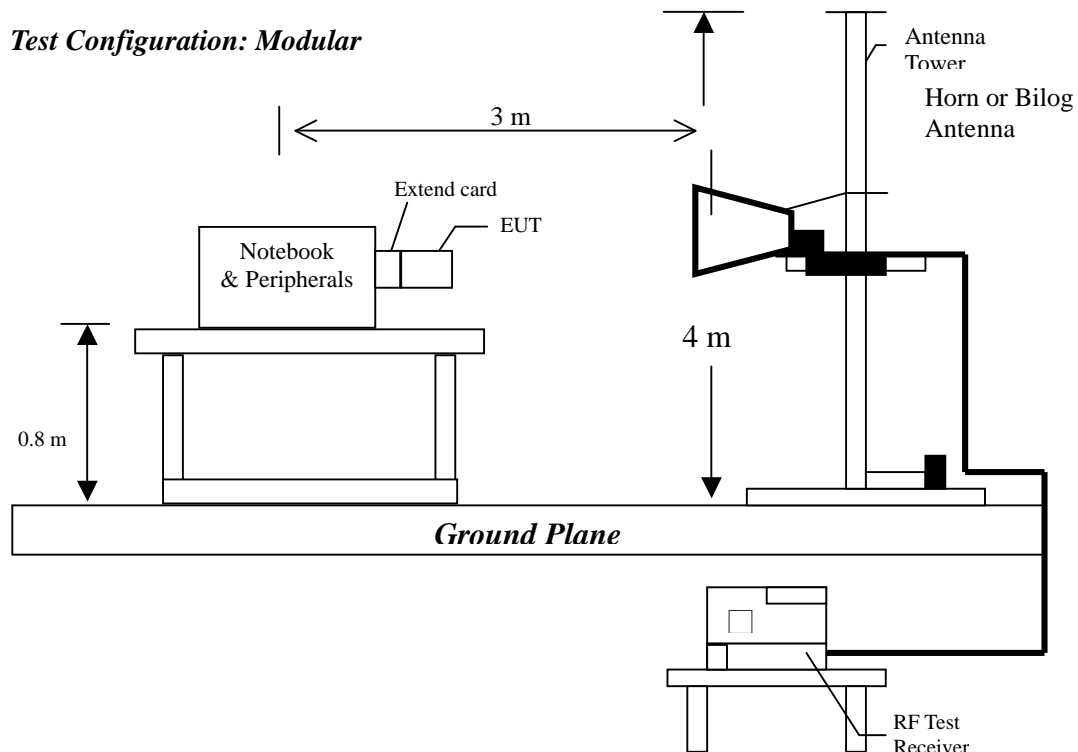 Test Configuration: Modular
Antenna
Tower
Horn or Bilog
Antenna
3 m
Extend card
EUT
Notebook
& Peripherals
4 m
0.8 m
Ground Plane
RF Test
Receiver